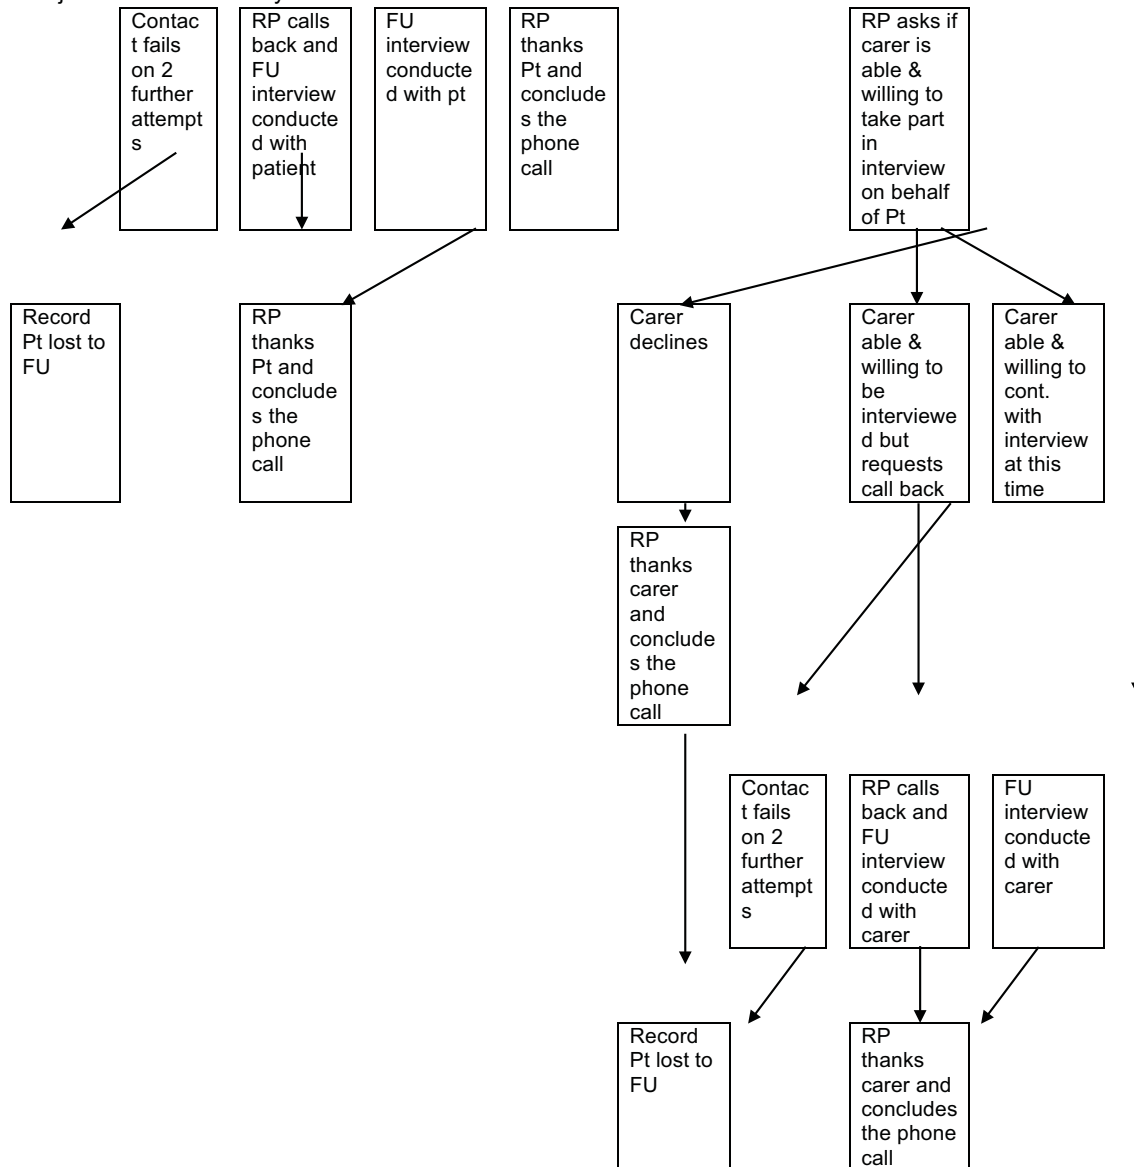 Contac
t fails
on 2
further
attempt
s
RP calls
back and
FU
interview
conducte
d with
patient
FU
interview
conducte
d with pt
RP
thanks
Pt and
conclude
s the
phone
call
RP asks if
carer is
able &
willing to
take part
in
interview
on behalf
of Pt
Record
Pt lost to
FU
RP
thanks
Pt and
conclude
s the
phone
call
Carer
declines
Carer
able &
willing to
be
interviewe
d but
requests
call back
Carer
able &
willing to
cont.
with
interview
at this
time
RP
thanks
carer
and
conclude
s the
phone
call
Contac
t fails
on 2
further
attempt
s
RP calls
back and
FU
interview
conducte
d with
carer
FU
interview
conducte
d with
carer
Record
Pt lost to
FU
RP
thanks
carer and
concludes
the phone
call